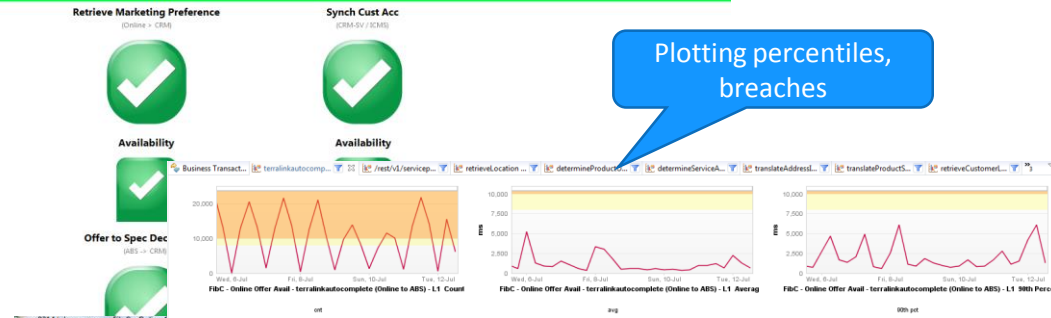 Retrieve Marketing Preference
(Online > CRM)
Synch Cust Acc
(CRM-SV / ICMS)
Plotting percentiles,
breaches
Availability
Availability
Business Transact... terralinkautocomp... /rest/v1/servicep... retrieveLocation ... determineProductO... determineServiceA... translateAddressI... translateProductS... retrieveCustomerL...
20,000
10,000
0
Wed, 6-Jul Fri, 8-Jul Sun, 10-Jul Tue, 12-Jul
FibC - Online Offer Avail - terralinkautocomplete (Online to ABS) - L1 Count
cnt
ms
10,000
7,500
5,000
2,500
0
Wed, 6-Jul Fri, 8-Jul Sun, 10-Jul Tue, 12-Jul
FibC - Online Offer Avail - terralinkautocomplete (Online to ABS) - L1 Averag
avg
ms
10,000
7,500
5,000
2,500
0
Wed, 6-Jul Fri, 8-Jul Sun, 10-Jul Tue, 12-Jul
FibC - Online Offer Avail - terralinkautocomplete (Online to ABS) - L1 90th Perc
90th pct
Offer to Spec Dec
(ABS -> CRM)